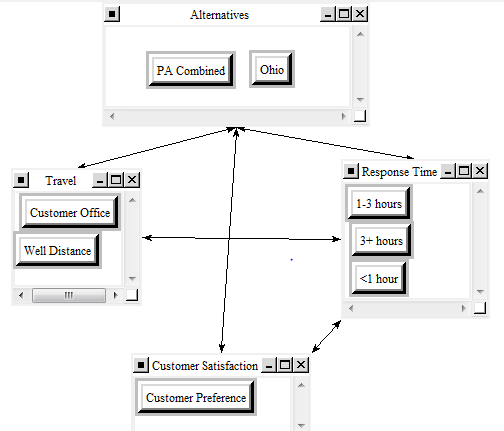 Alternatives
PA Combined
Ohio
Travel
Customer Office
Well Distance
Response Time
1-3 hours
3+ hours
<1 hour
Customer Satisfaction
Customer Preference